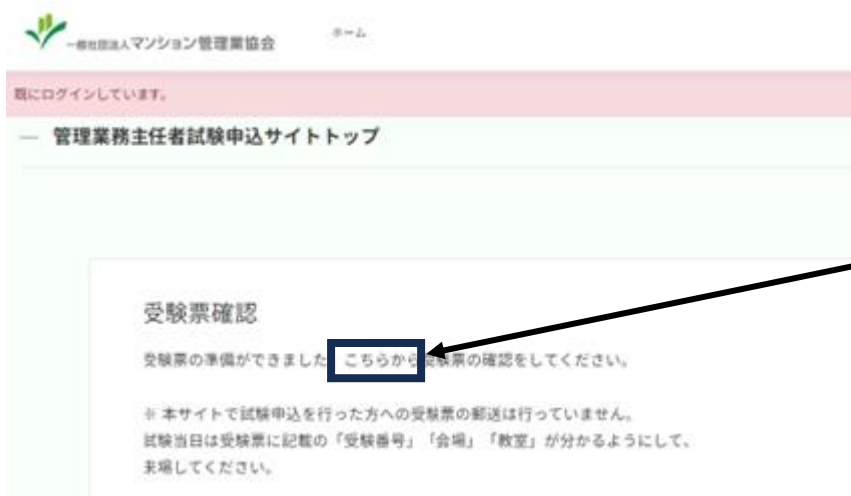 一般社団法人マンション管理業協会
ホーム
既にログインしています。
— 管理業務主任者試験申込サイトトップ
受験票確認
受験票の準備ができました こちらから受験票の確認をしてください。
※ 本サイトで試験申込を行った方への受験票の郵送は行っていません。
試験当日は受験票に記載の「受験番号」「会場」「教室」が分かるようにして、
来場してください。